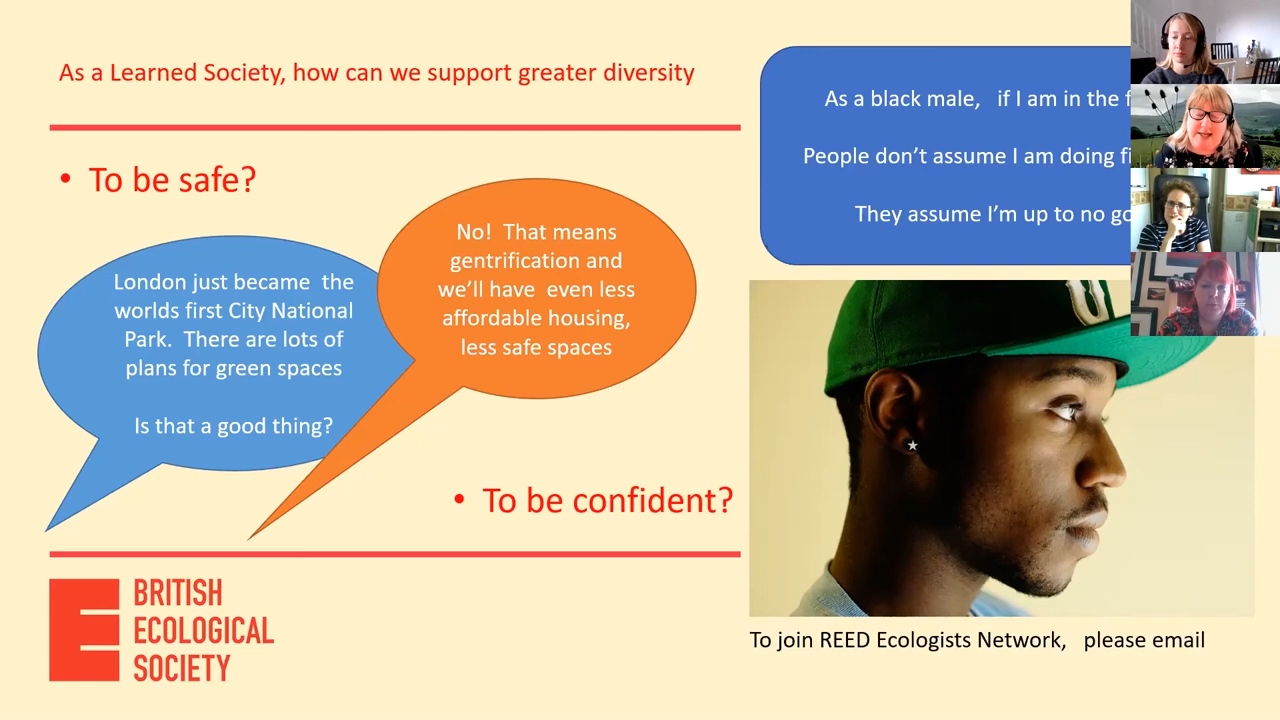 As a Learned Society, how can we support greater diversity
• To be safe?
London just became the
worlds first City National
Park. There are lots of
plans for green spaces
Is that a good thing?
No! That means
gentrification and
we'll have even less
affordable housing,
less safe spaces
• To be confident?
BRITISH
ECOLOGICAL
SOCIETY
As a black male, if I am in the
People don't assume I am doing
They assume I'm up to no
To join REED Ecologists Network, please email